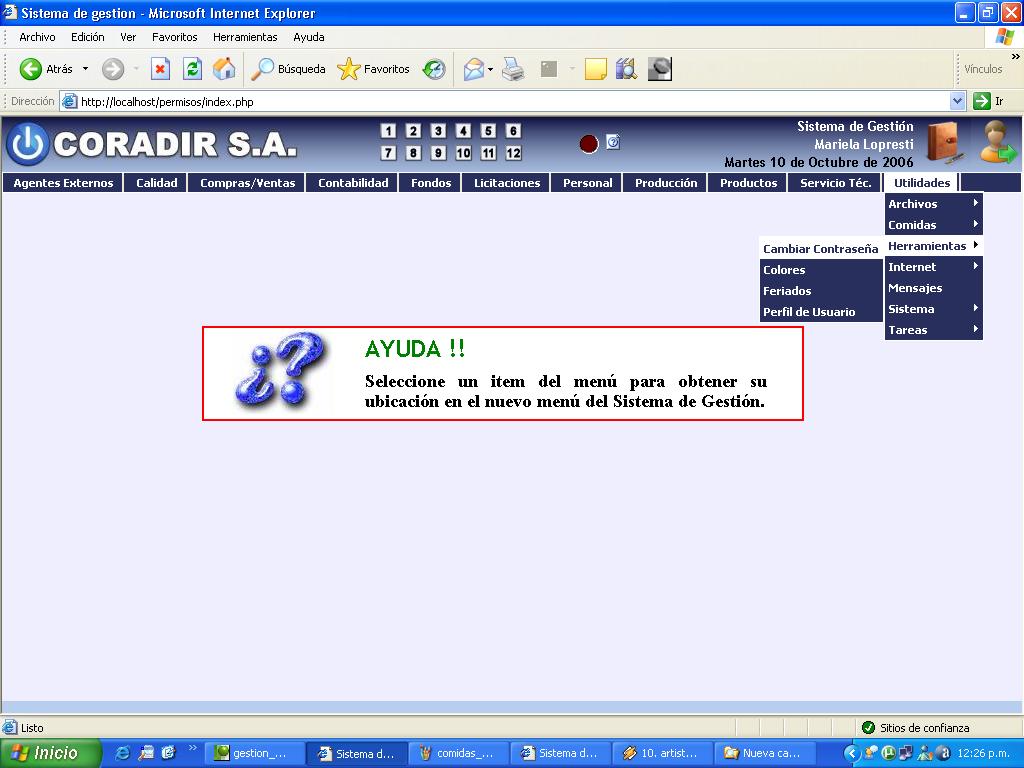 Sistema de gestion - Microsoft Internet Explorer
Archivo Edición Ver Favoritos Herramientas Ayuda
Atrás Búsqueda Favoritos Vínculos »
Dirección http://localhost/permisos/index.php Ir
CORADIR S.A.
1 2 3 4 5 6
7 8 9 10 11 12
Sistema de Gestión
Mariela Lopresti
Martes 10 de Octubre de 2006
Agentes Externos Calidad Compras/Ventas Contabilidad Fondos Licitaciones Personal Producción Productos Servicio Téc. Utilidades
Archivos
Comidas
Herramientas
Internet
Mensajes
Sistema
Tareas
Cambiar Contraseña
Colores
Feriados
Perfil de Usuario
¿?
AYUDA !!
Seleccione un item del menú para obtener su
ubicación en el nuevo menú del Sistema de Gestión.
Listo Sitios de confianza
Inicio » gestion_... Sistema d... comidas_... Sistema d... 10. artist... Nueva ca... 12:26 p.m.